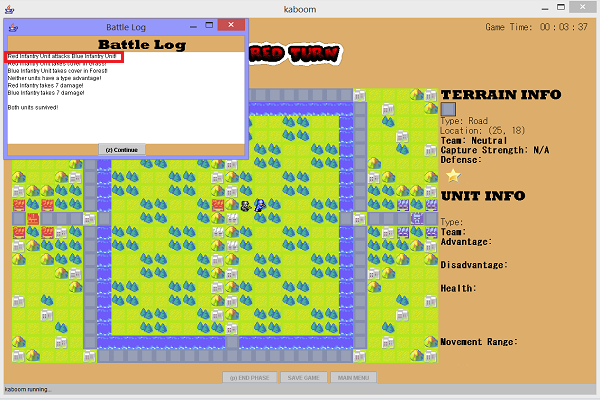 Battle Log
kaboom
Battle Log
Red Infantry Unit attacks Blue Infantry Unit!
Red Infantry Unit takes cover in Grass!
Blue Infantry Unit takes cover in Forest!
Neither units have a type advantage!
Red Infantry takes 7 damage!
Blue Infantry takes 7 damage!
Both units survived!
(z) Continue
RED TURN
Game Time: 00:03:37
TERRAIN INFO
Type: Road
Location: (25, 18)
Team: Neutral
Capture Strength: N/A
Defense:
UNIT INFO
Type:
Team:
Advantage:
Disadvantage:
Health:
Movement Range:
(p) END PHASE
SAVE GAME
MAIN MENU
kaboom running...